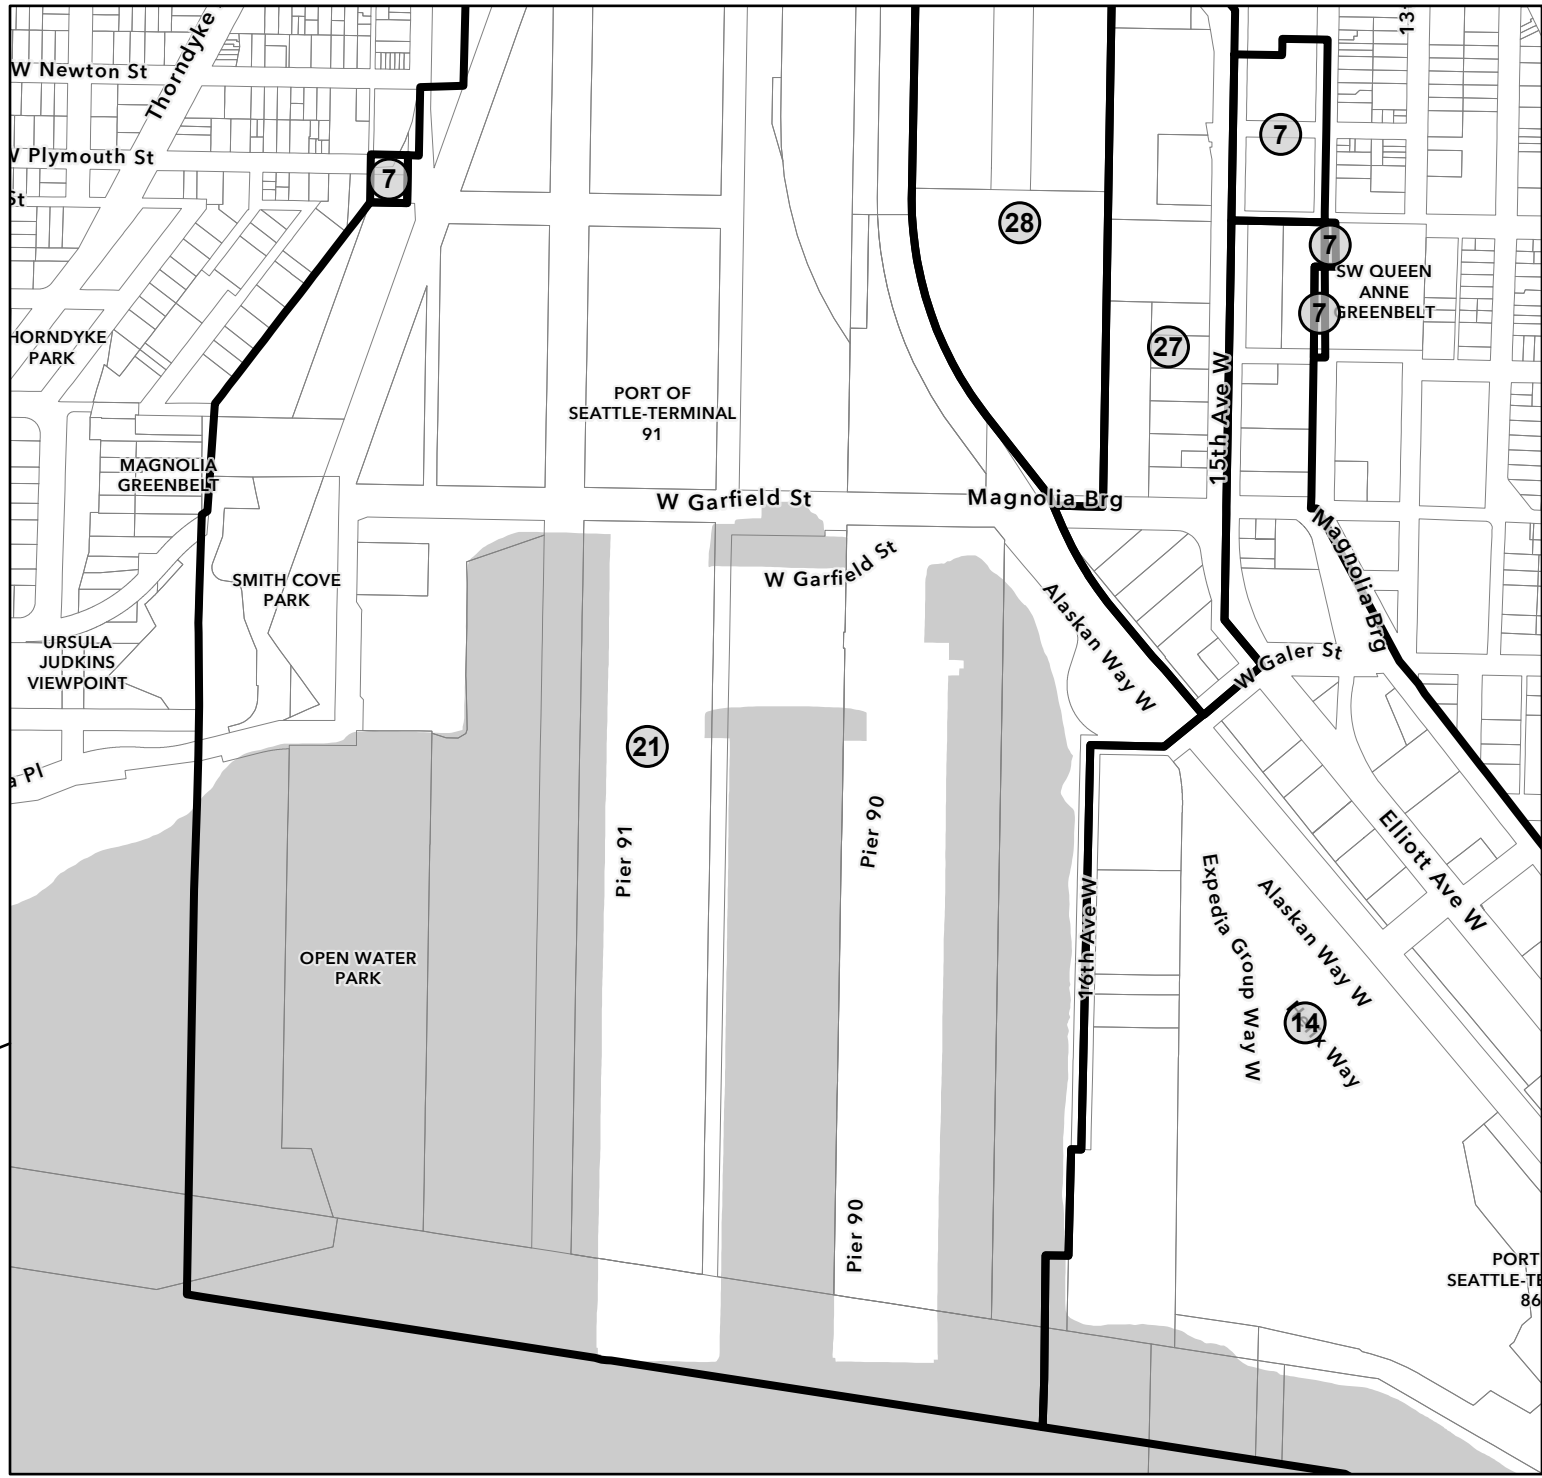 13
Thorndyke
W Newton St
7
W Plymouth St
7
St
28
7
SW QUEEN
ANNE
GREENBELT
7
HORNDYKE
PARK
27
15th Ave W
PORT OF
SEATTLE-TERMINAL
91
MAGNOLIA
GREENBELT
W Garfield St
Magnolia Brg
Magnolia Brg
W Garfield St
SMITH COVE
PARK
Alaskan Way W
URSULA
JUDKINS
VIEWPOINT
W Galer St
21
a Pl
Pier 91
Pier 90
Elliott Ave W
Expedia Group Way W
Alaskan Way W
16th Ave W
OPEN WATER
PARK
14
Way
Pier 90
PORT
SEATTLE-TE
86